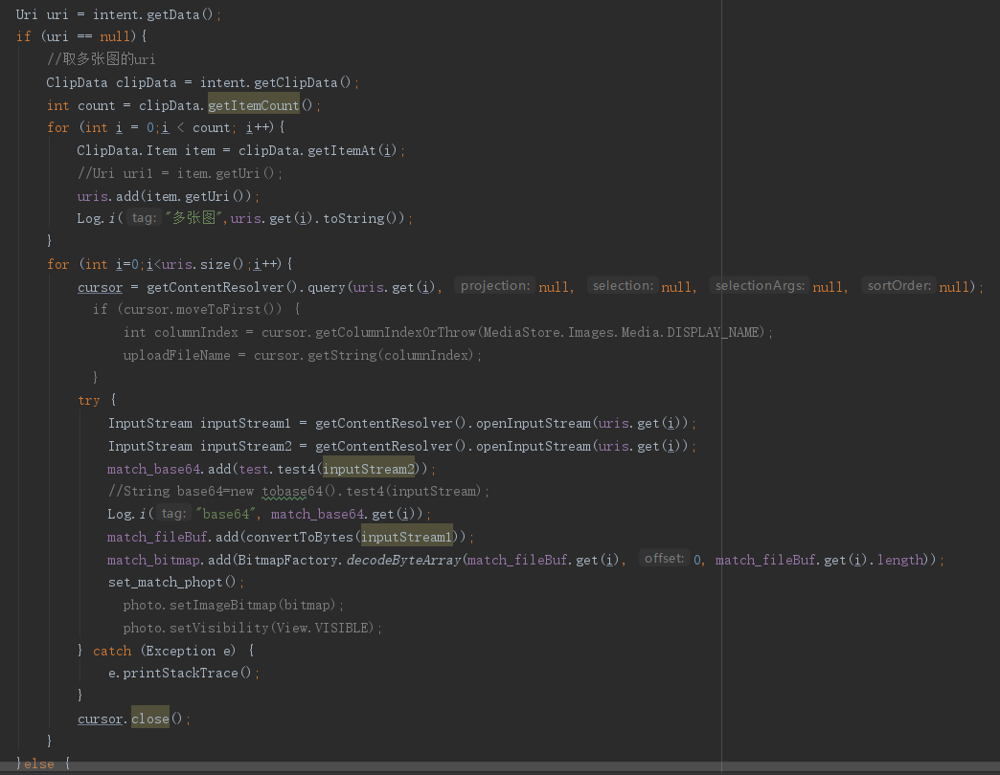 Uri uri = intent.getData();
if (uri == null){
//取多张图的uri
ClipData clipData = intent.getClipData();
int count = clipData.getItemCount();
for (int i = 0;i < count; i++){
ClipData.Item item = clipData.getItemAt(i);
//Uri uri1 = item.getUri();
uris.add(item.getUri());
Log.i( tag: "多张图",uris.get(i).toString());
}
for (int i=0;i<uris.size();i++){
cursor = getContentResolver().query(uris.get(i), projection: null, selection: null, selectionArgs: null, sortOrder: null);
if (cursor.moveToFirst()) {
int columnIndex = cursor.getColumnIndexOrThrow(MediaStore.Images.Media.DISPLAY_NAME);
uploadFileName = cursor.getString(columnIndex);
}
try {
InputStream inputStream1 = getContentResolver().openInputStream(uris.get(i));
InputStream inputStream2 = getContentResolver().openInputStream(uris.get(i));
match_base64.add(test.test4(inputStream2));
//String base64=new tobase64().test4(inputStream);
Log.i( tag: "base64", match_base64.get(i));
match_fileBuf.add(convertToBytes(inputStream1));
match_bitmap.add(BitmapFactory.decodeByteArray(match_fileBuf.get(i), offset: 0, match_fileBuf.get(i).length));
set_match_phopt();
photo.setImageBitmap(bitmap);
photo.setVisibility(View.VISIBLE);
} catch (Exception e) {
e.printStackTrace();
}
cursor.close();
}
}else {